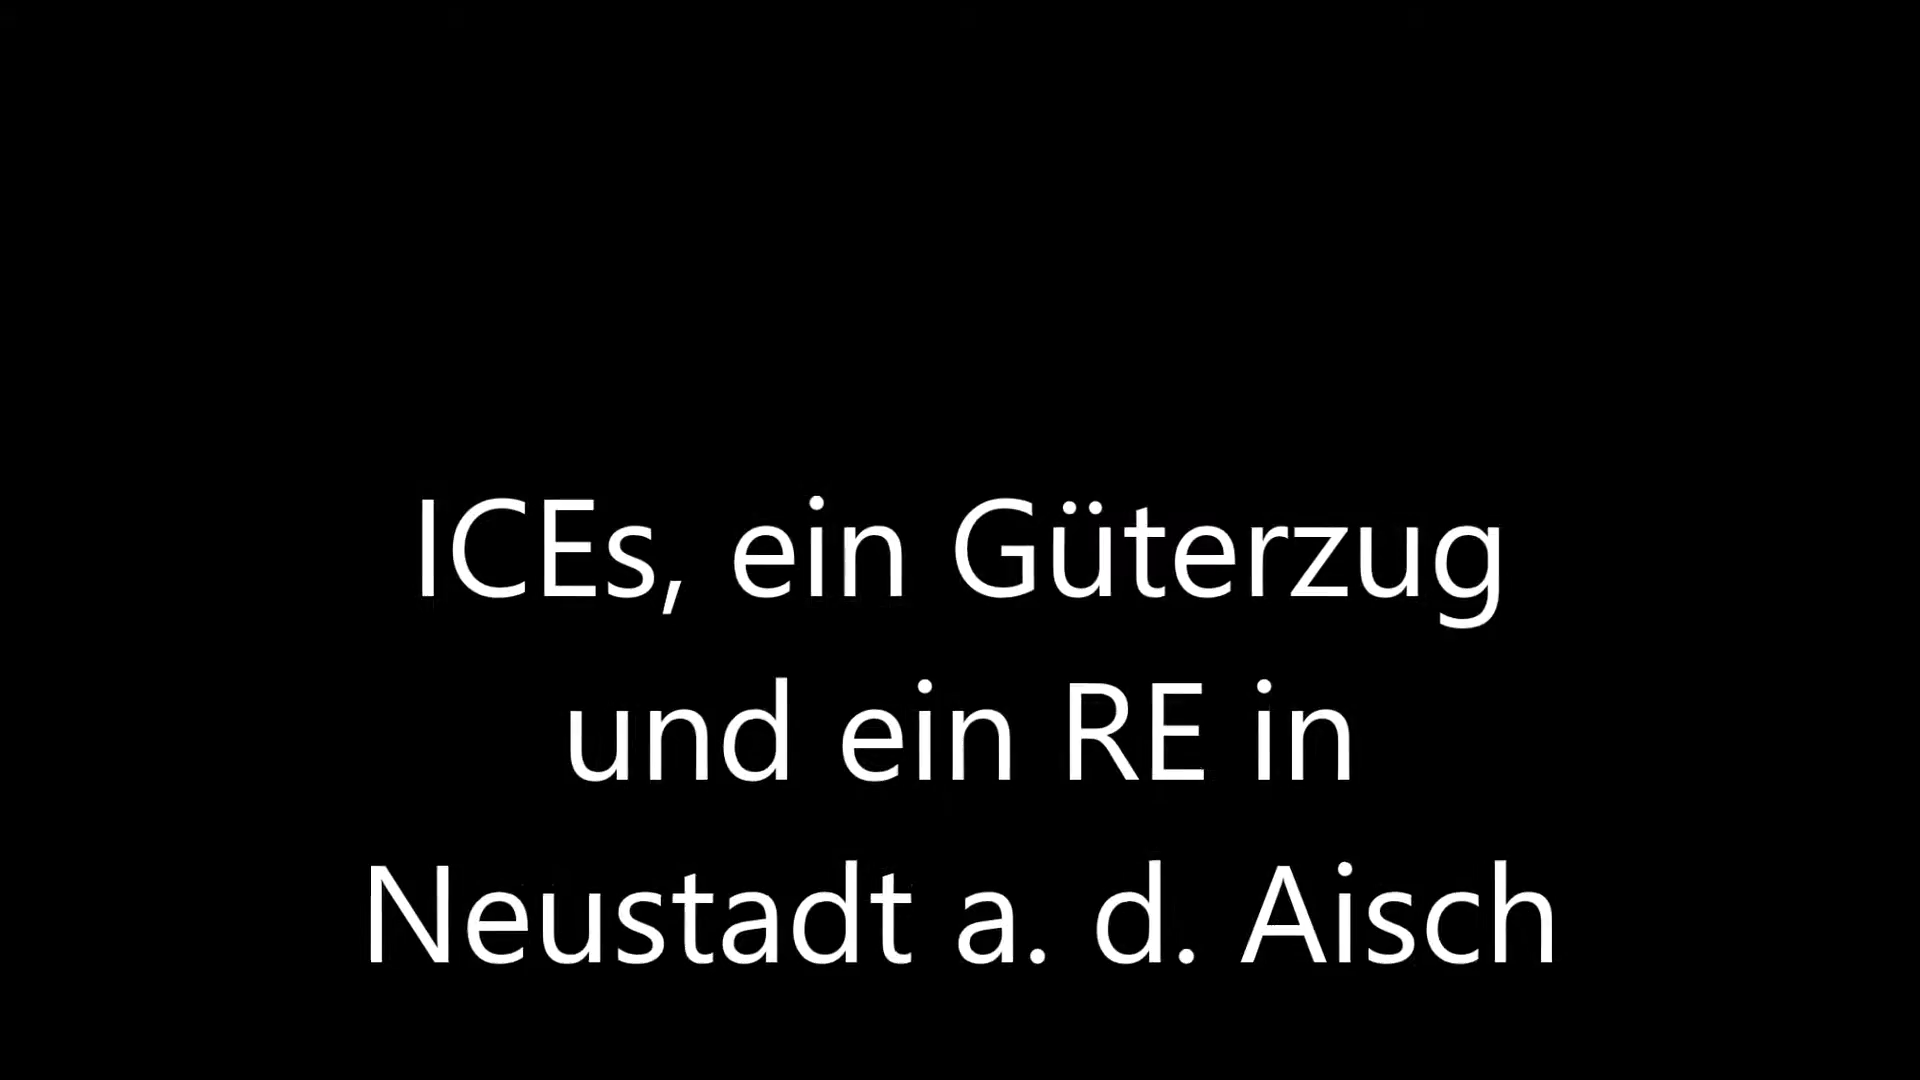 ICEs, ein Güterzug
und ein RE in
Neustadt a. d. Aisch